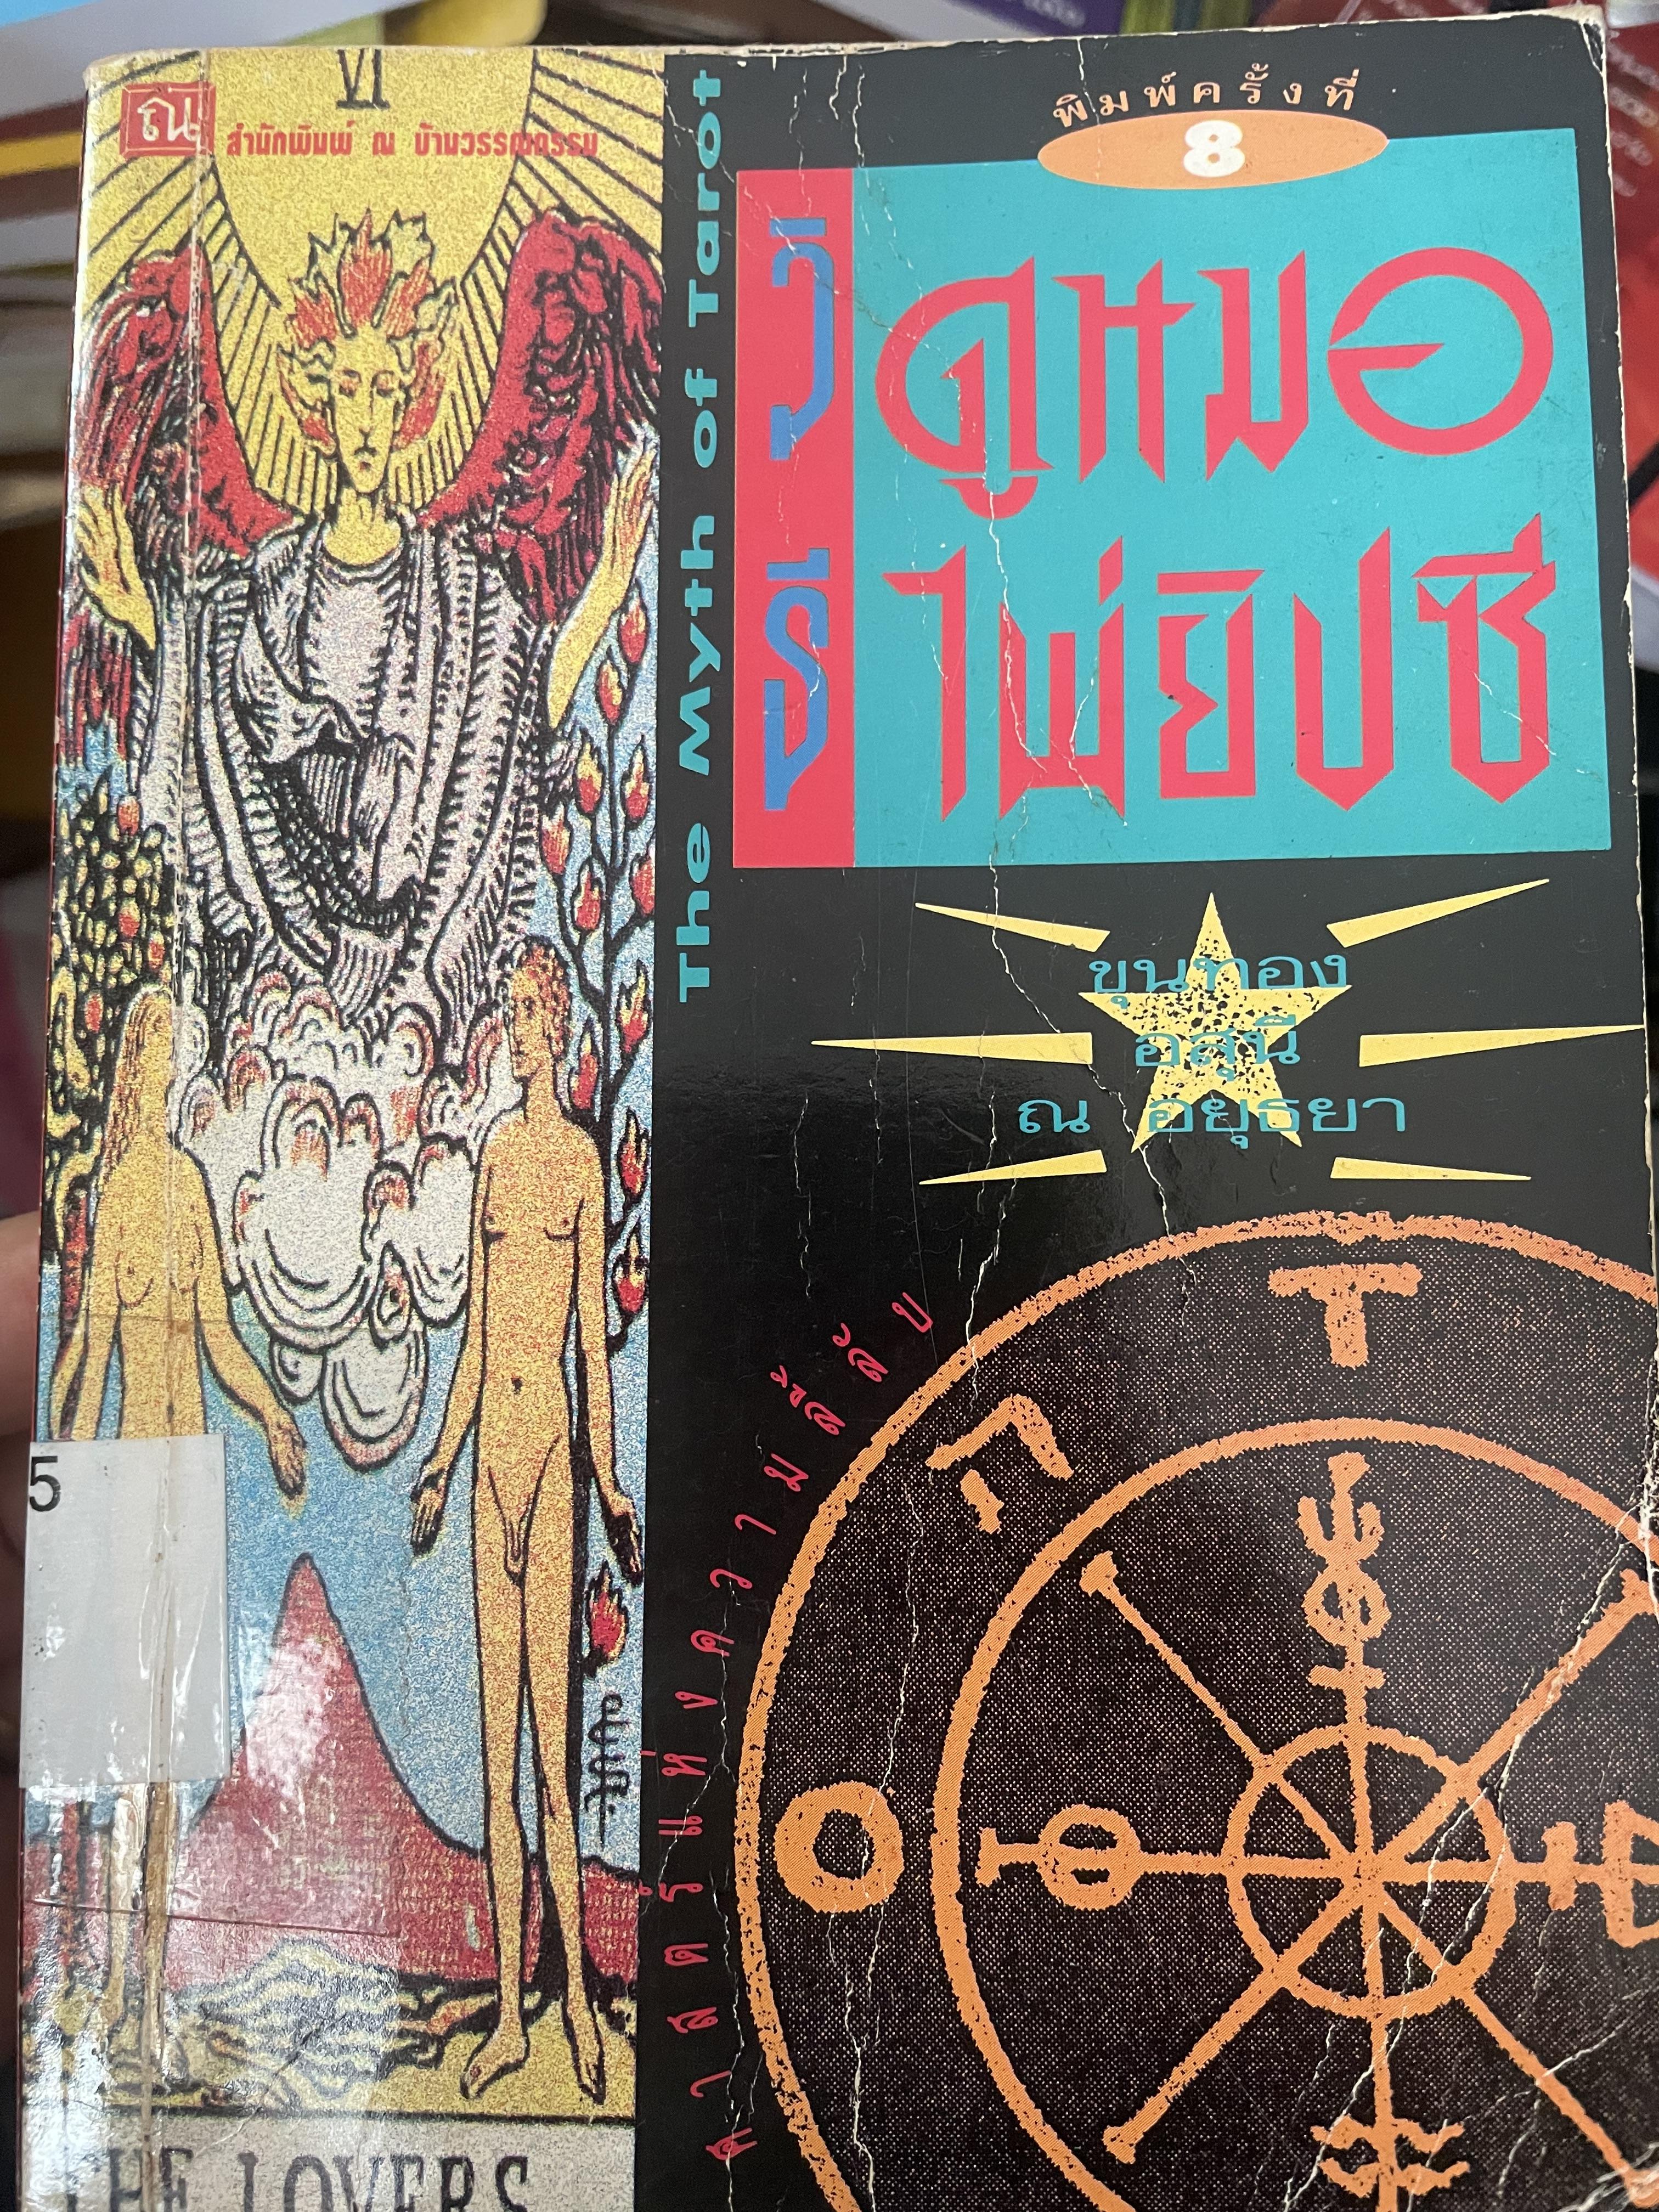 VI
ณ
สำนักพิมพ์ ณ บ้านวรรณกรรม
The Myth of Tarot
พิมพ์ครั้งที่
8
วิธี
ดูหมอ
ไพ่ยิปซี
ขุนทอง
อสุนี
ณ อยุธยา
ศาสตร์แห่งความลี้ลับ
T
A
O
5
THE LOVERS